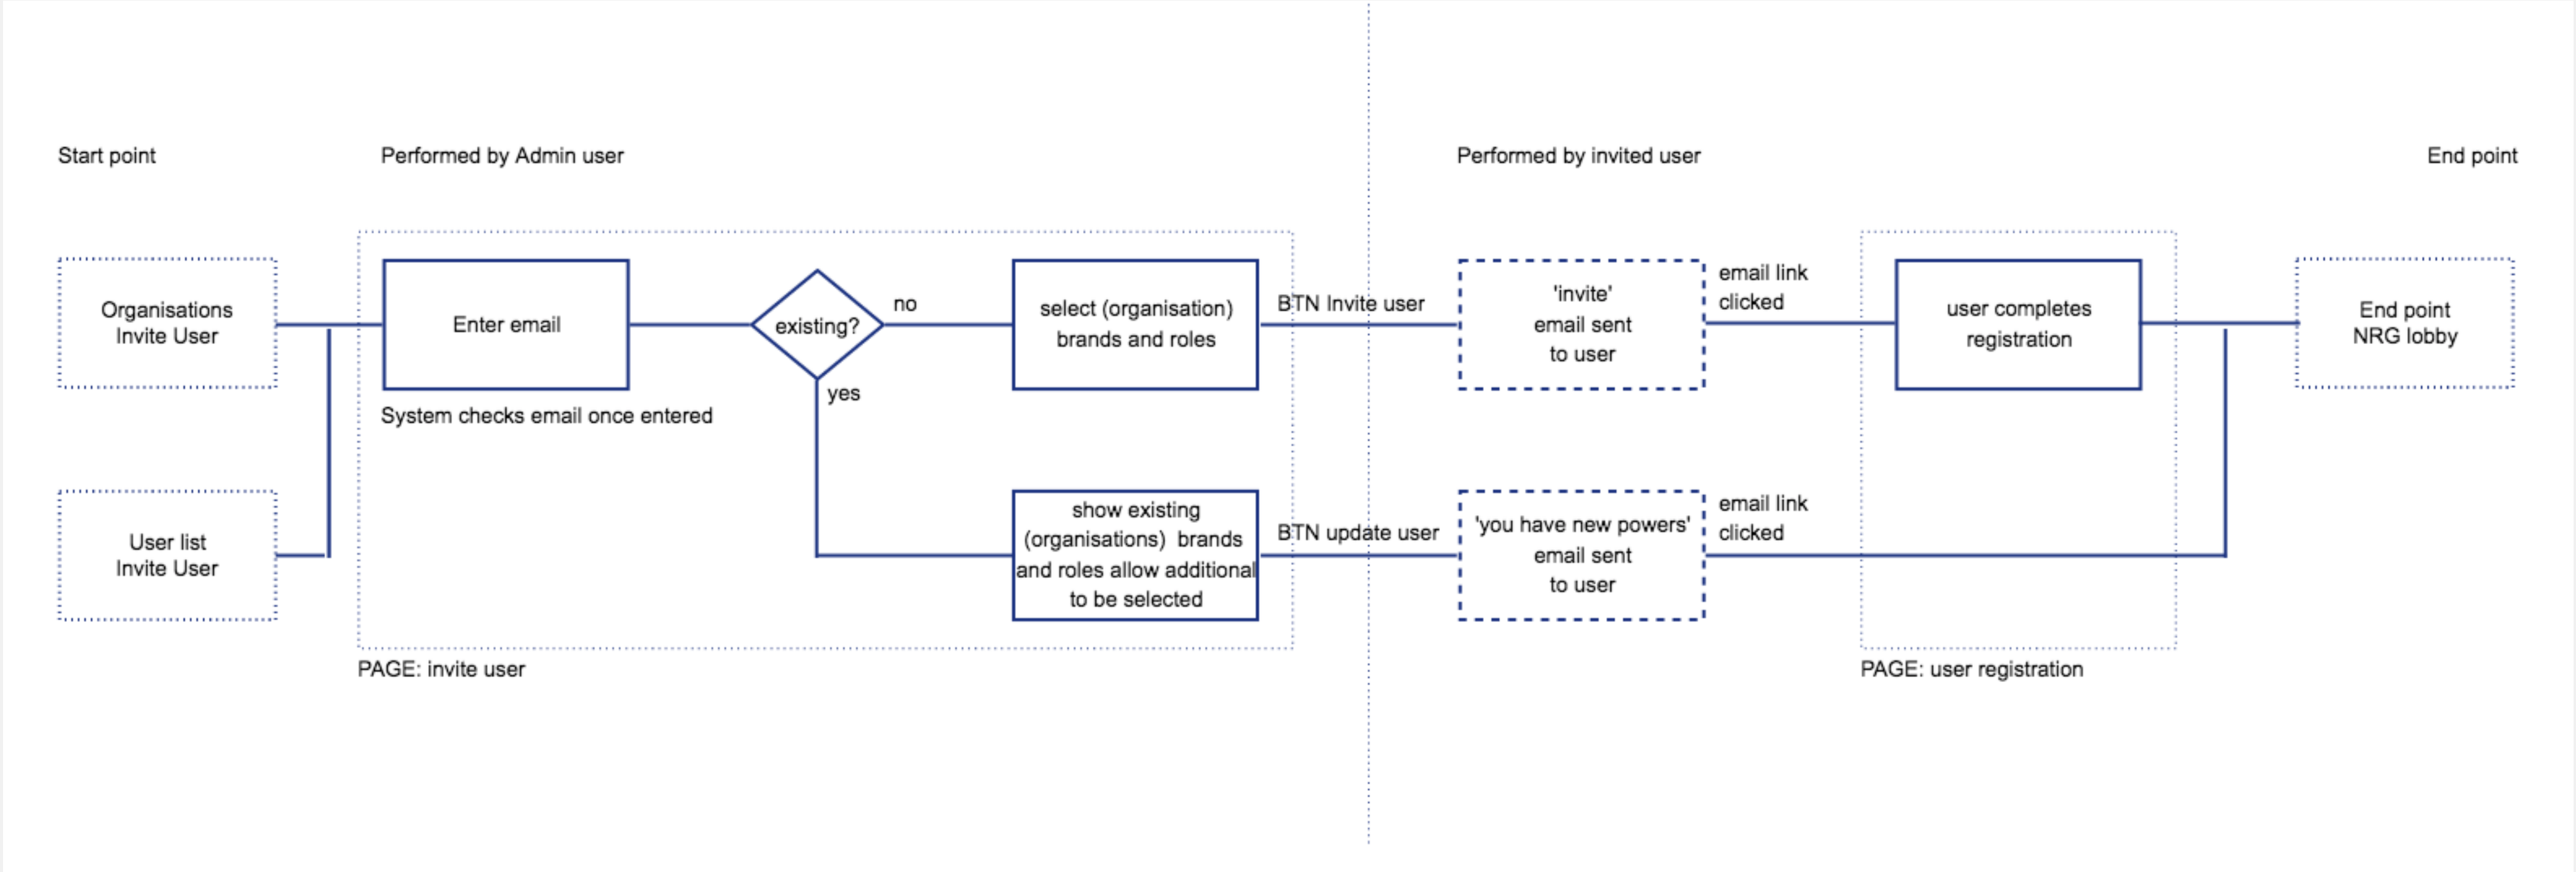 Start point
Performed by Admin user
Performed by invited user
End point
Organisations
Invite User
Enter email
System checks email once entered
existing?
no
yes
select (organisation)
brands and roles
BTN Invite user
'invite'
email sent
to user
email link
clicked
user completes
registration
End point
NRG lobby
User list
Invite User
show existing
(organisations) brands
and roles allow additional
to be selected
BTN update user
'you have new powers'
email sent
to user
email link
clicked
PAGE: invite user
PAGE: user registration